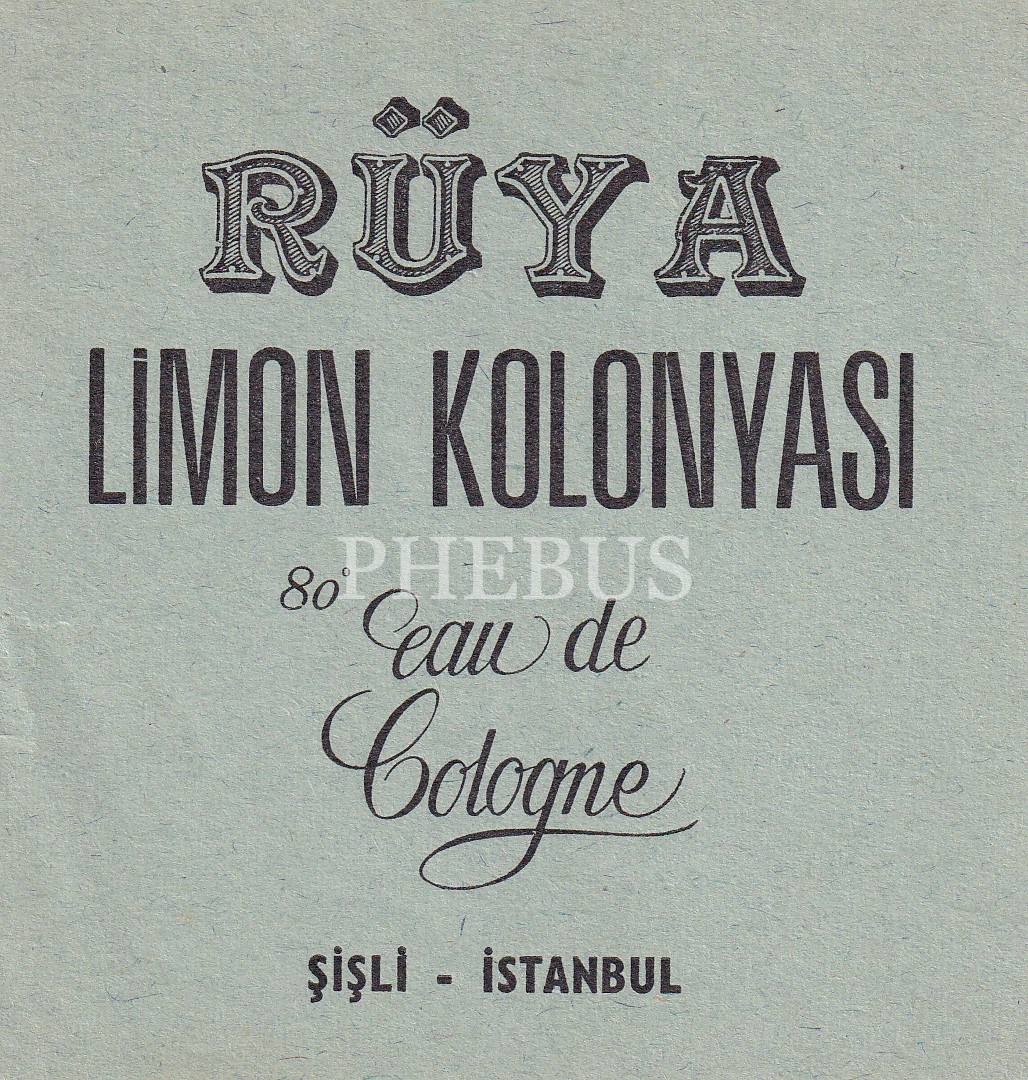 RÜYA
LİMON KOLONYASI
PHEBUS
80° eau de
Cologne
ŞİŞLİ - İSTANBUL